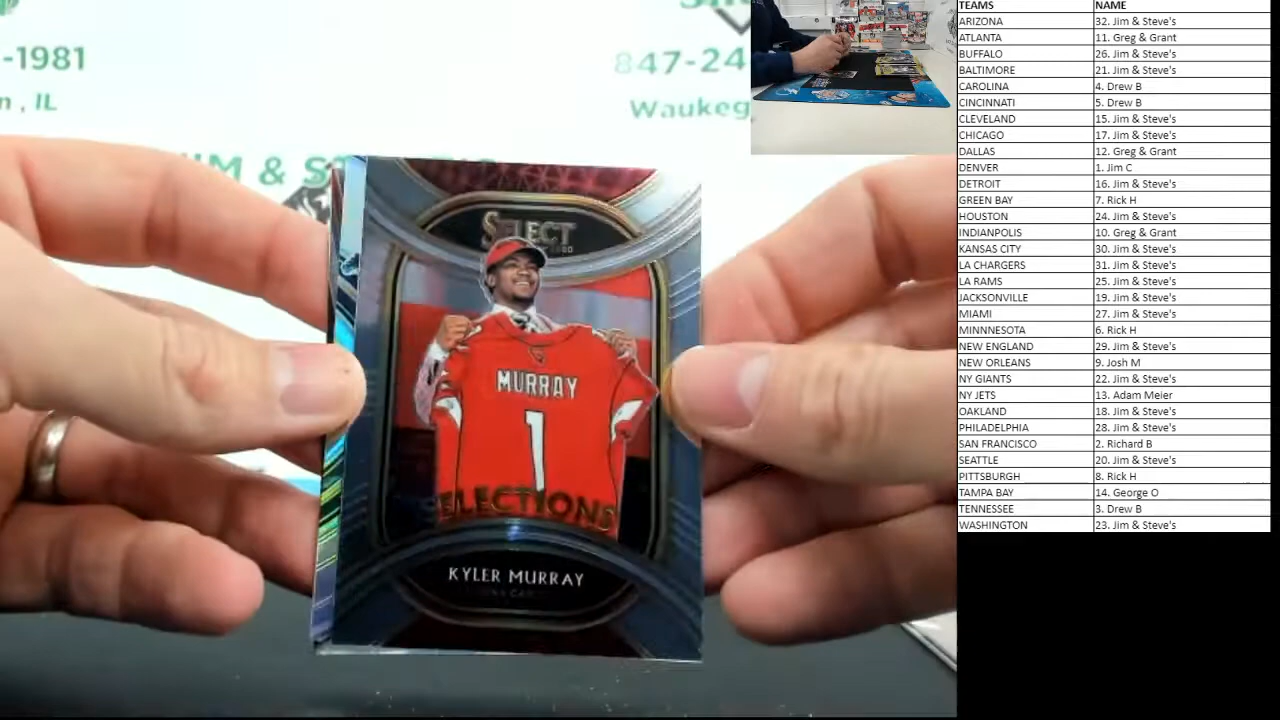 -1981
n , IL
847-24
Waukeg
JIM & S
SELECT
MURRAY
1
ELECTIONS
KYLER MURRAY
TEAMS NAME
ARIZONA 32. Jim & Steve's
ATLANTA 11. Greg & Grant
BUFFALO 26. Jim & Steve's
BALTIMORE 21. Jim & Steve's
CAROLINA 4. Drew B
CINCINNATI 5. Drew B
CLEVELAND 15. Jim & Steve's
CHICAGO 17. Jim & Steve's
DALLAS 12. Greg & Grant
DENVER 1. Jim C
DETROIT 16. Jim & Steve's
GREEN BAY 7. Rick H
HOUSTON 24. Jim & Steve's
INDIANPOLIS 10. Greg & Grant
KANSAS CITY 30. Jim & Steve's
LA CHARGERS 31. Jim & Steve's
LA RAMS 25. Jim & Steve's
JACKSONVILLE 19. Jim & Steve's
MIAMI 27. Jim & Steve's
MINNNESOTA 6. Rick H
NEW ENGLAND 29. Jim & Steve's
NEW ORLEANS 9. Josh M
NY GIANTS 22. Jim & Steve's
NY JETS 13. Adam Meier
OAKLAND 18. Jim & Steve's
PHILADELPHIA 28. Jim & Steve's
SAN FRANCISCO 2. Richard B
SEATTLE 20. Jim & Steve's
PITTSBURGH 8. Rick H
TAMPA BAY 14. George O
TENNESSEE 3. Drew B
WASHINGTON 23. Jim & Steve's